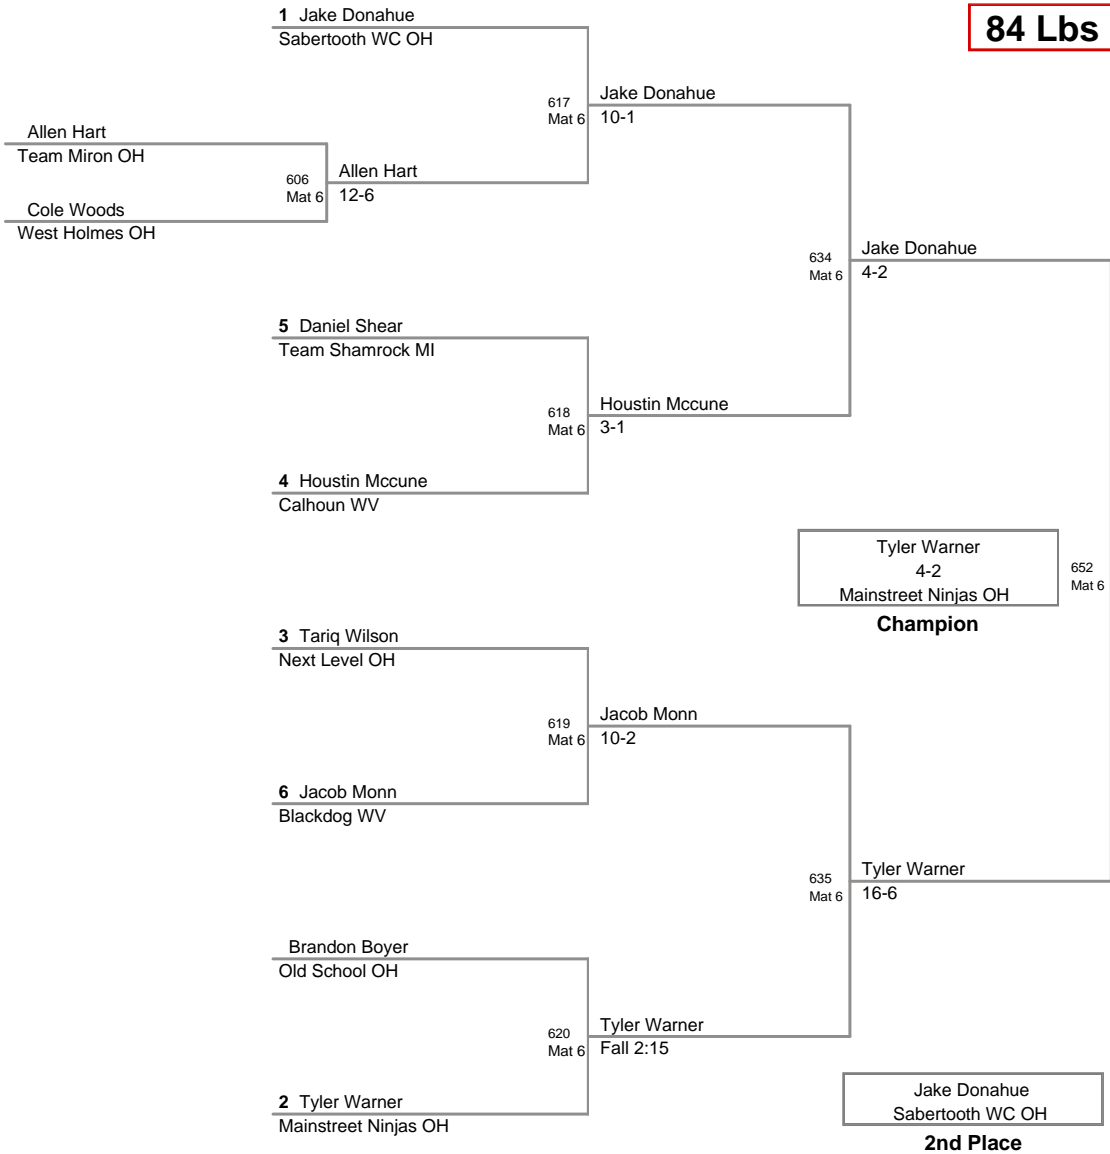 84 Lbs
1 Jake Donahue
Sabertooth WC OH
617
Mat 6
Jake Donahue
10-1
Allen Hart
Team Miron OH
606
Mat 6
Allen Hart
12-6
Cole Woods
West Holmes OH
634
Mat 6
Jake Donahue
4-2
5 Daniel Shear
Team Shamrock MI
618
Mat 6
Houstin Mccune
3-1
4 Houstin Mccune
Calhoun WV
Tyler Warner
4-2
Mainstreet Ninjas OH
Champion
652
Mat 6
3 Tariq Wilson
Next Level OH
619
Mat 6
Jacob Monn
10-2
6 Jacob Monn
Blackdog WV
635
Mat 6
Tyler Warner
16-6
Brandon Boyer
Old School OH
620
Mat 6
Tyler Warner
Fall 2:15
2 Tyler Warner
Mainstreet Ninjas OH
Jake Donahue
Sabertooth WC OH
2nd Place